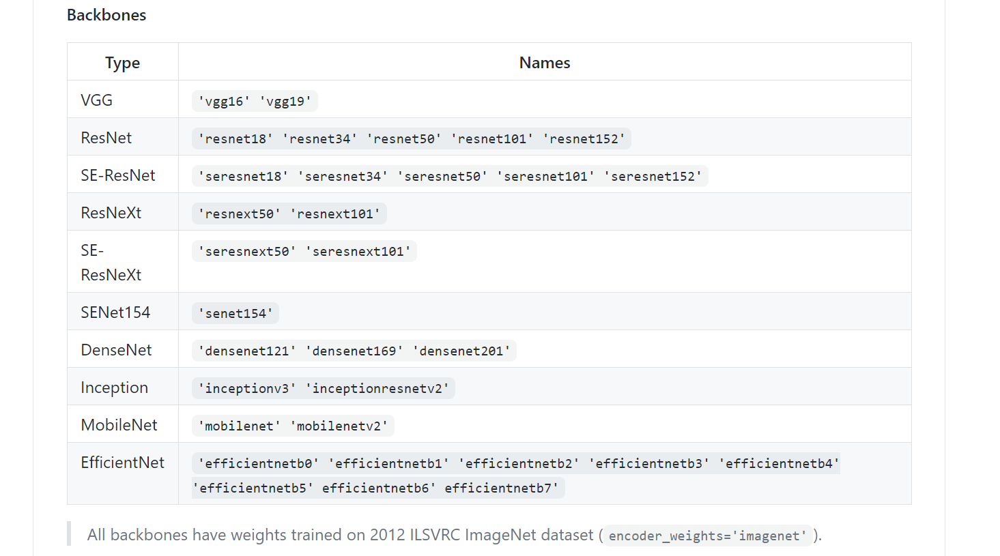 Backbones
Type Names
VGG 'vgg16' 'vgg19'
ResNet 'resnet18' 'resnet34' 'resnet50' 'resnet101' 'resnet152'
SE-ResNet 'seresnet18' 'seresnet34' 'seresnet50' 'seresnet101' 'seresnet152'
ResNeXt 'resnext50' 'resnext101'
SE- 'seresnext50' 'seresnext101'
ResNeXt
SENet154 'senet154'
DenseNet 'densenet121' 'densenet169' 'densenet201'
Inception 'inceptionv3' 'inceptionresnetv2'
MobileNet 'mobilenet' 'mobilenetv2'
EfficientNet 'efficientnetb0' 'efficientnetb1' 'efficientnetb2' 'efficientnetb3' 'efficientnetb4'
'efficientnetb5' efficientnetb6' efficientnetb7'
All backbones have weights trained on 2012 ILSVRC ImageNet dataset ( encoder_weights='imagenet' ).